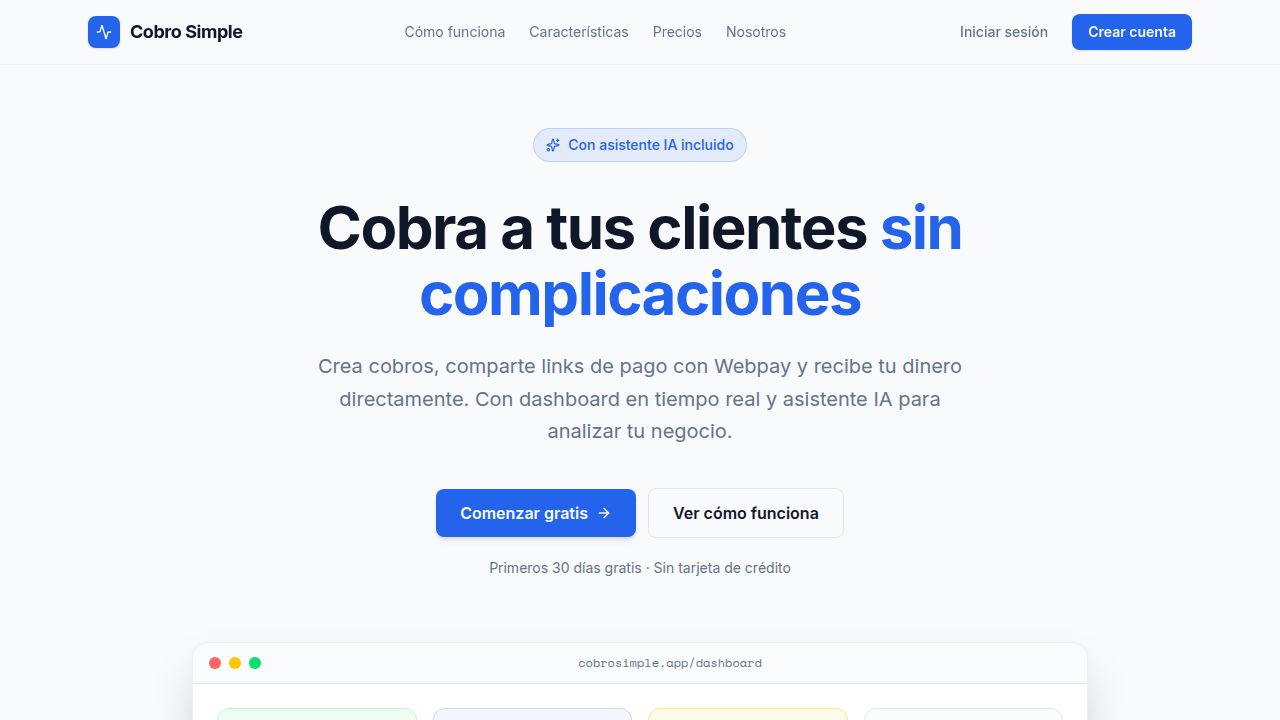 Cobro Simple
Cómo funciona
Características
Precios
Nosotros
Iniciar sesión
Crear cuenta
Con asistente IA incluido
Cobra a tus clientes sin
complicaciones
Crea cobros, comparte links de pago con Webpay y recibe tu dinero
directamente. Con dashboard en tiempo real y asistente IA para
analizar tu negocio.
Comenzar gratis
Ver cómo funciona
Primeros 30 días gratis · Sin tarjeta de crédito
cobrosimple.app/dashboard